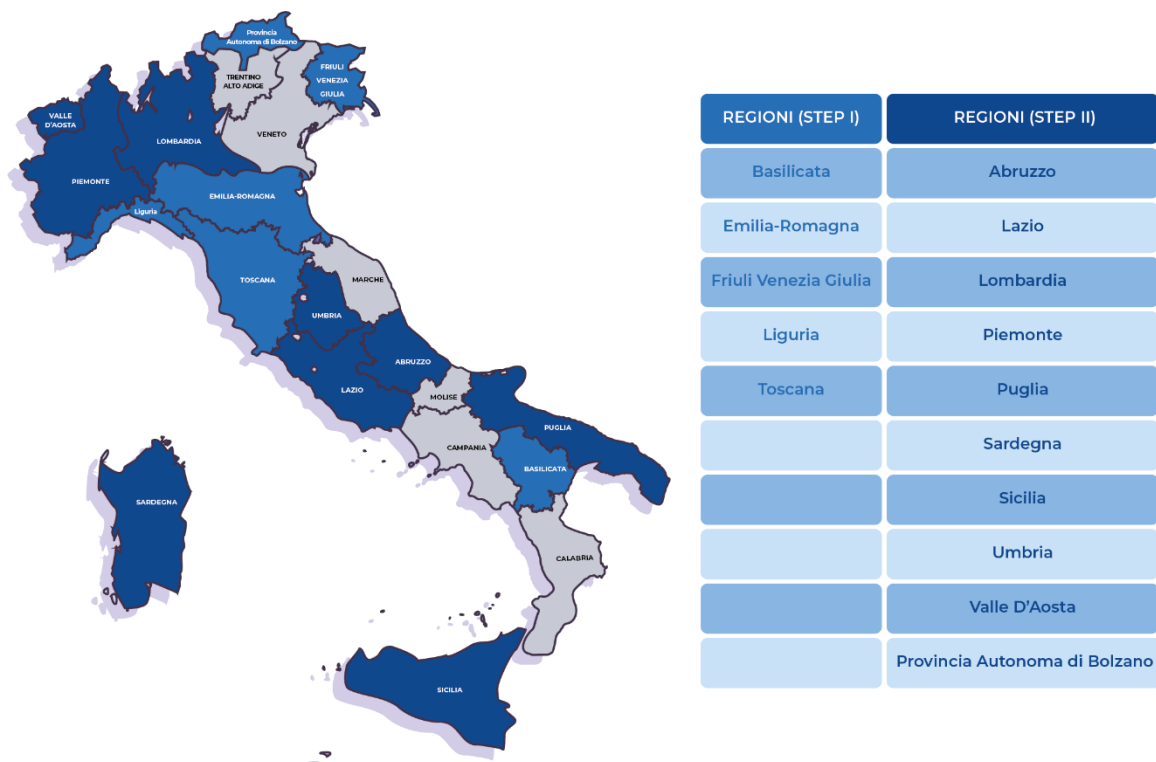 Provincia
Autonoma di Bolzano
TRENTINO
ALTO ADIGE
FRIULI
VENEZIA
GIULIA
VALLE
D'AOSTA
LOMBARDIA
VENETO
PIEMONTE
EMILIA-ROMAGNA
Liguria
TOSCANA
MARCHE
UMBRIA
ABRUZZO
LAZIO
MOLISE
PUGLIA
CAMPANIA
BASILICATA
SARDEGNA
CALABRIA
SICILIA
REGIONI (STEP I) REGIONI (STEP II)
Basilicata Abruzzo
Emilia-Romagna Lazio
Friuli Venezia Giulia Lombardia
Liguria Piemonte
Toscana Puglia
Sardegna
Sicilia
Umbria
Valle D'Aosta
Provincia Autonoma di Bolzano